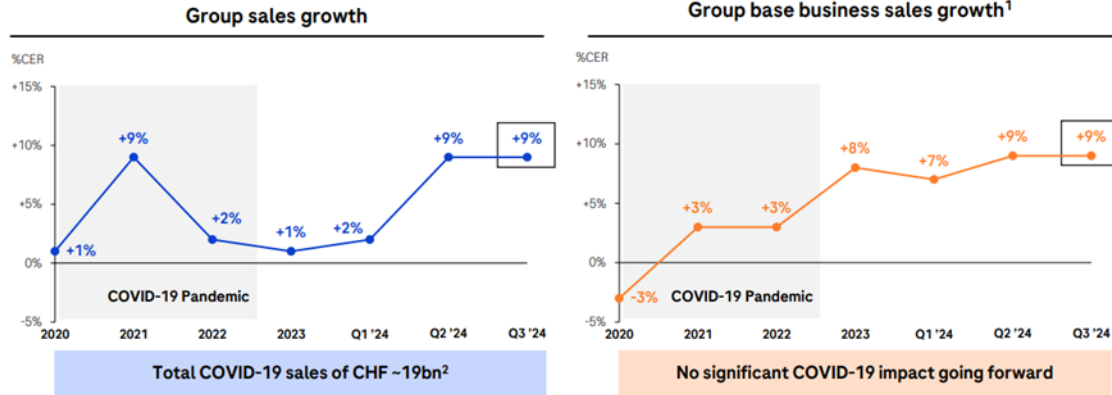 Group sales growth
%CER
+15%
+10%
+5%
0%
-5%
+1%
+9%
+2%
+1%
+2%
+9%
+9%
COVID-19 Pandemic
2020 2021 2022 2023 Q1 '24 Q2 '24 Q3 '24
Total COVID-19 sales of CHF ~19bn²
Group base business sales growth¹
%CER
+15%
+10%
+5%
0%
-5%
-3%
+3%
+3%
+8%
+7%
+9%
+9%
COVID-19 Pandemic
2020 2021 2022 2023 Q1 '24 Q2 '24 Q3 '24
No significant COVID-19 impact going forward